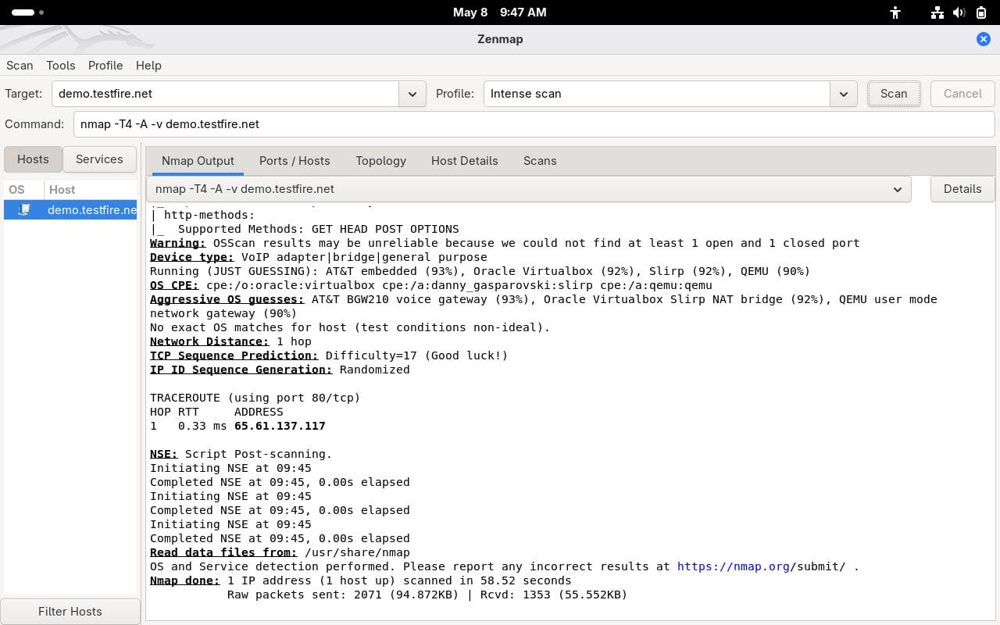 May 8 9:47 AM
Zenmap
Scan Tools Profile Help
Target: demo.testfire.net Profile: Intense scan Scan Cancel
Command: nmap -T4 -A -v demo.testfire.net
Hosts Services
Nmap Output Ports / Hosts Topology Host Details Scans
OS Host
nmap -T4 -A -v demo.testfire.net Details
demo.testfire.ne
| http-methods:
|_  Supported Methods: GET HEAD POST OPTIONS
Warning: OSScan results may be unreliable because we could not find at least 1 open and 1 closed port
Device type: VoIP adapter|bridge|general purpose
Running (JUST GUESSING): AT&T embedded (93%), Oracle Virtualbox (92%), Slirp (92%), QEMU (90%)
OS CPE: cpe:/o:oracle:virtualbox cpe:/a:danny_gasparovski:slirp cpe:/a:qemu:qemu
Aggressive OS guesses: AT&T BGW210 voice gateway (93%), Oracle Virtualbox Slirp NAT bridge (92%), QEMU user mode
network gateway (90%)
No exact OS matches for host (test conditions non-ideal).
Network Distance: 1 hop
TCP Sequence Prediction: Difficulty=17 (Good luck!)
IP ID Sequence Generation: Randomized
TRACEROUTE (using port 80/tcp)
HOP RTT     ADDRESS
1   0.33 ms 65.61.137.117
NSE: Script Post-scanning.
Initiating NSE at 09:45
Completed NSE at 09:45, 0.00s elapsed
Initiating NSE at 09:45
Completed NSE at 09:45, 0.00s elapsed
Initiating NSE at 09:45
Completed NSE at 09:45, 0.00s elapsed
Read data files from: /usr/share/nmap
OS and Service detection performed. Please report any incorrect results at https://nmap.org/submit/ .
Nmap done: 1 IP address (1 host up) scanned in 58.52 seconds
Raw packets sent: 2071 (94.872KB) | Rcvd: 1353 (55.552KB)
Filter Hosts